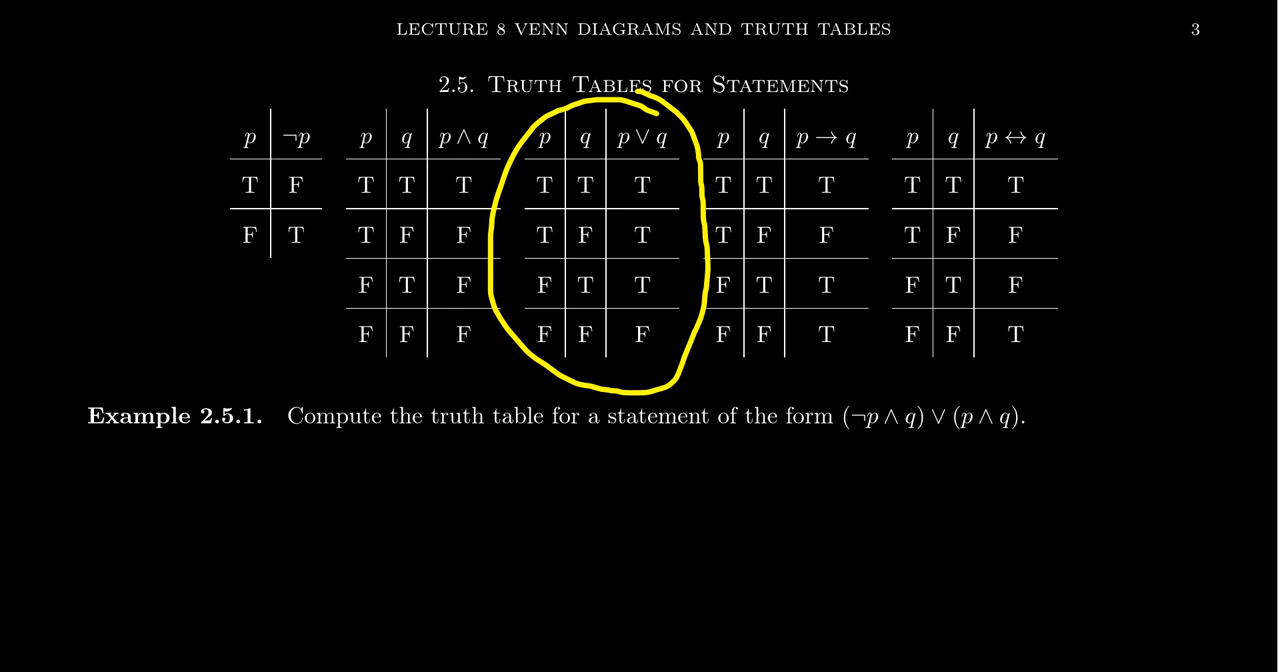 LECTURE 8 VENN DIAGRAMS AND TRUTH TABLES 3
2.5. TRUTH TABLES FOR STATEMENTS
p ¬p p q p ∧ q p q p ∨ q p q p → q p q p ↔ q
T F T T T T T T T T T T T T
F T T F F T F T T F F T F F
F T F F T T F T T F T F
F F F F F F F F T F F T
Example 2.5.1. Compute the truth table for a statement of the form (¬p ∧ q) ∨ (p ∧ q).